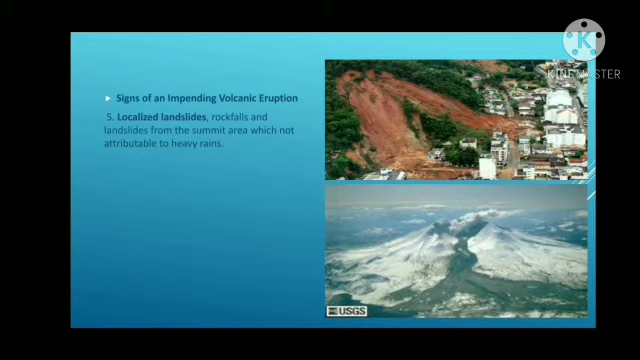 KINEMASTER
Signs of an Impending Volcanic Eruption
5. Localized landslides, rockfalls and
landslides from the summit area which not
attributable to heavy rains.
USGS